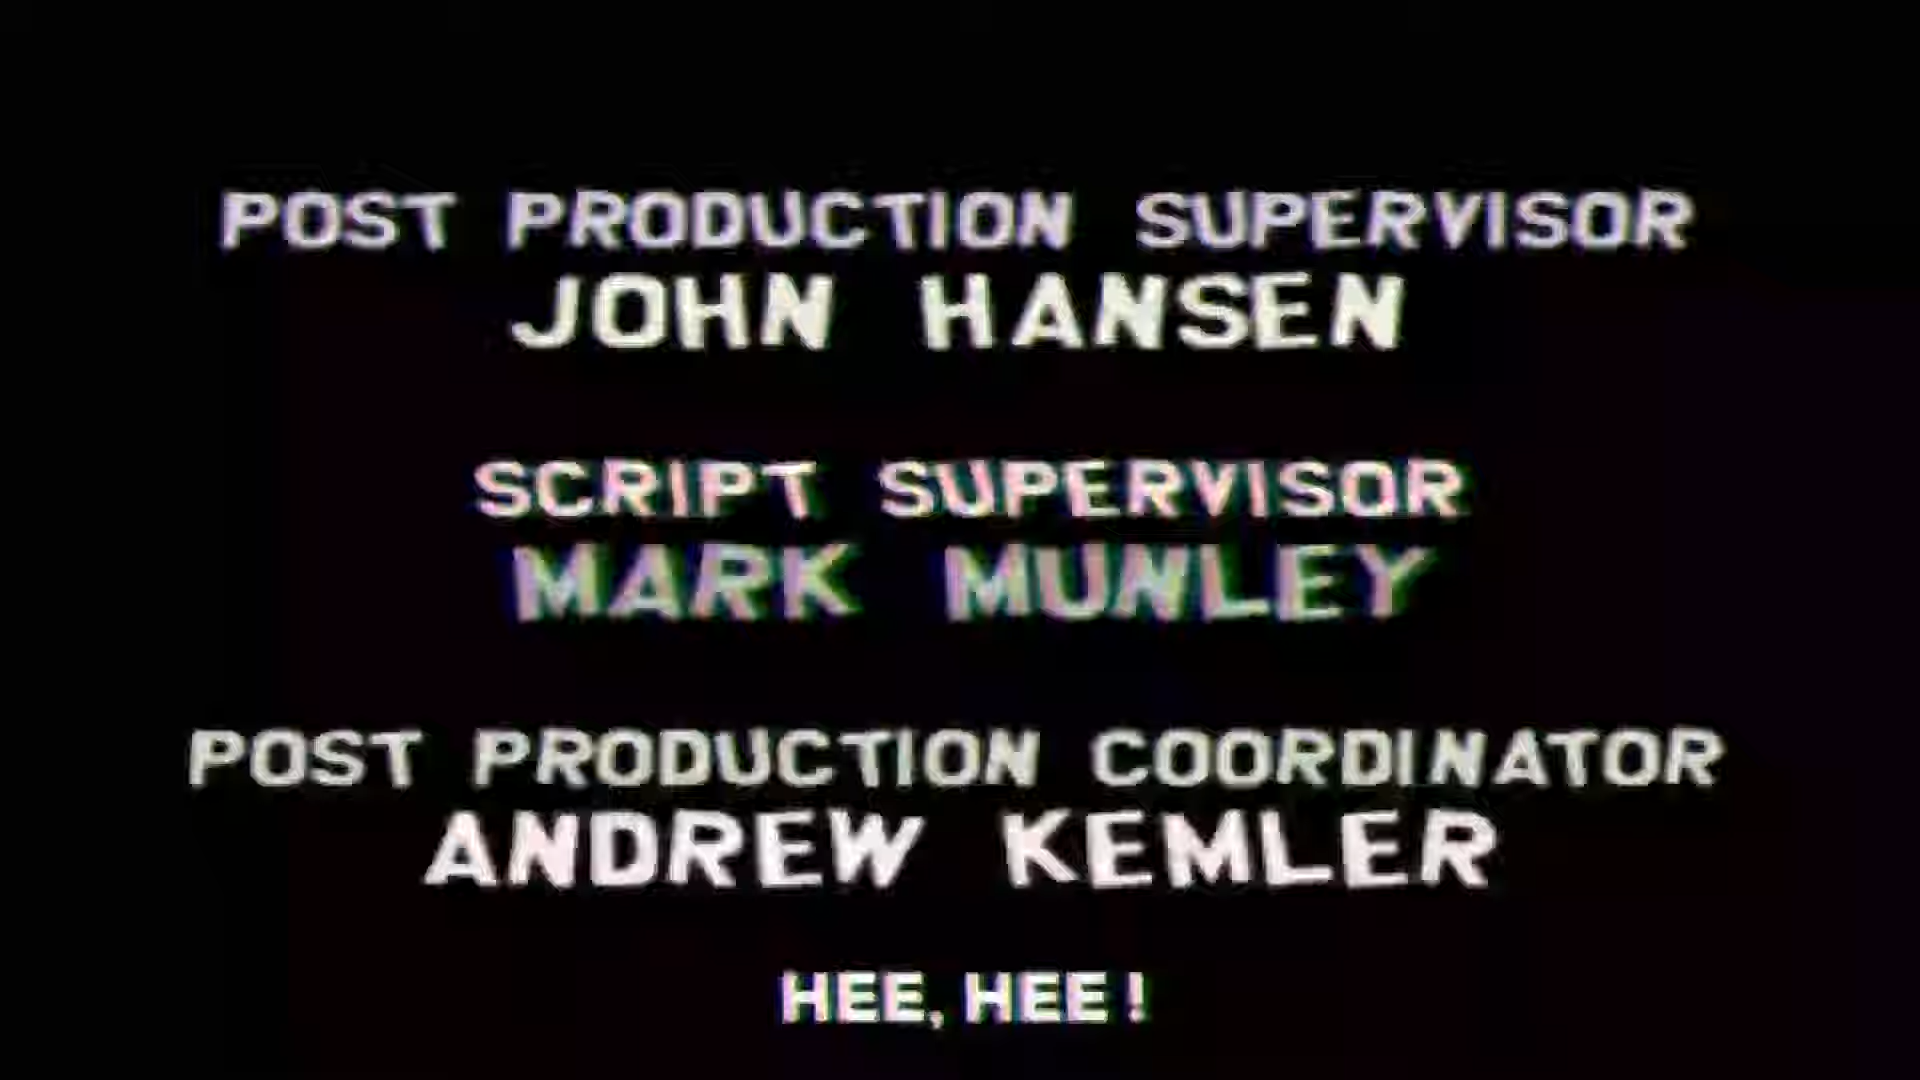 POST PRODUCTION SUPERVISOR
JOHN HANSEN
SCRIPT SUPERVISOR
MARK MUNLEY
POST PRODUCTION COORDINATOR
ANDREW KEMLER
HEE, HEE !